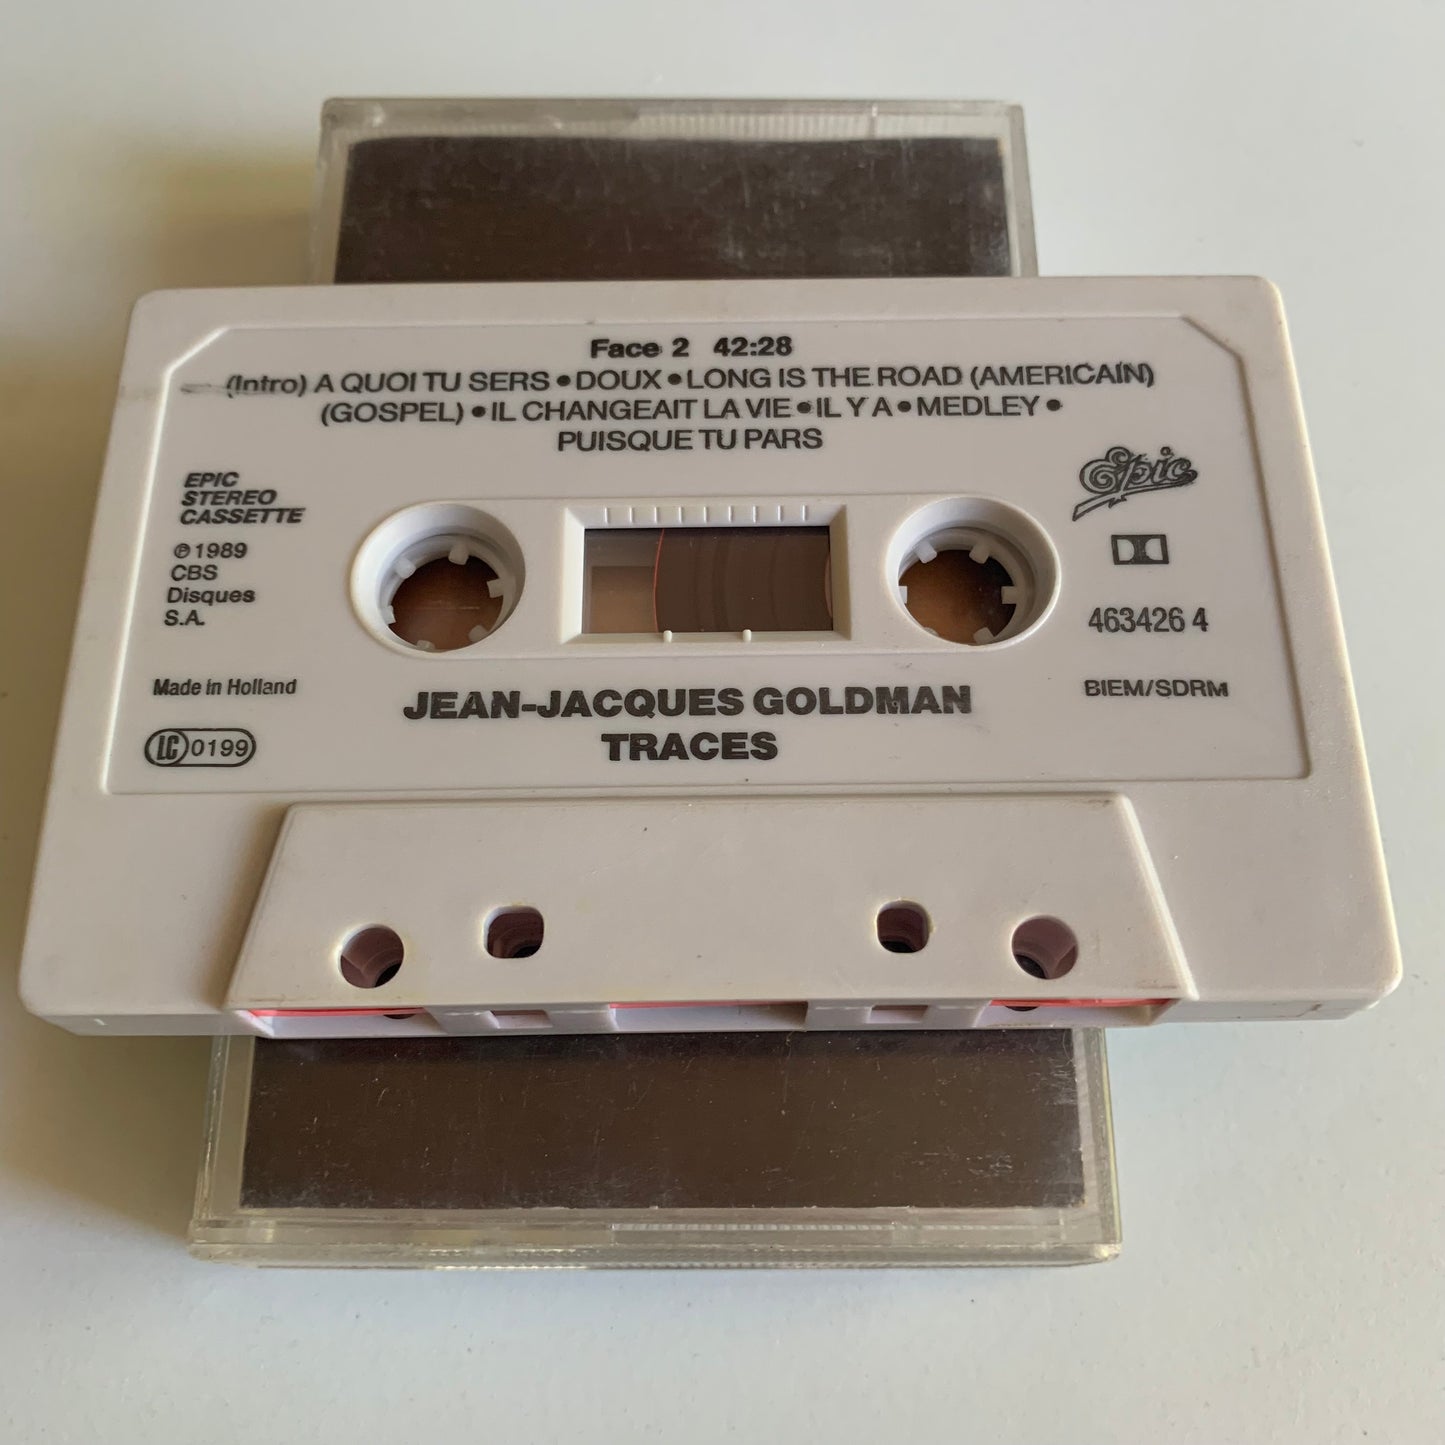 Face 2 42:28
(Intro) A QUOI TU SERS • DOUX • LONG IS THE ROAD (AMERICAIN)
(GOSPEL) • IL CHANGEAIT LA VIE • IL Y A • MEDLEY •
PUISQUE TU PARS
EPIC
STEREO
CASSETTE
℗ 1989
CBS
Disques
S.A.
Made in Holland
LC 0199
Epic
463426 4
BIEM/SDRM
JEAN-JACQUES GOLDMAN
TRACES